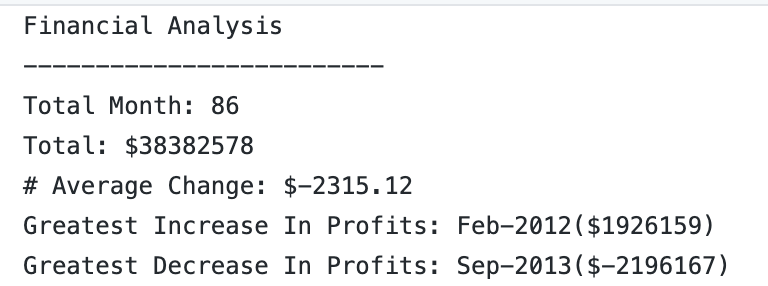 Financial Analysis
-------------------------
Total Month: 86
Total: $38382578
# Average Change: $-2315.12
Greatest Increase In Profits: Feb-2012($1926159)
Greatest Decrease In Profits: Sep-2013($-2196167)